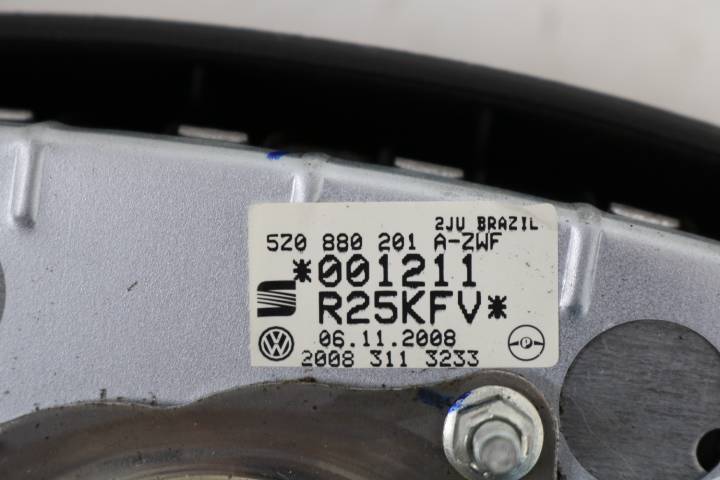 2JU BRAZIL
5Z0 880 201 A-ZWF
*001211
R25KFV*
06.11.2008
2008 311 3233